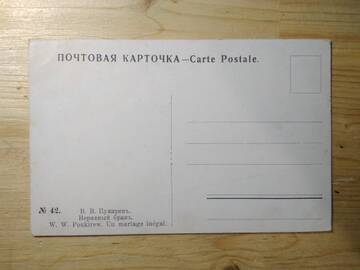 ПОЧТОВАЯ КАРТОЧКА—Carte Postale.
№ 42.
В. В. Пукиревъ.
Неравный бракъ.
W. W. Poukirew. Un mariage inégal.